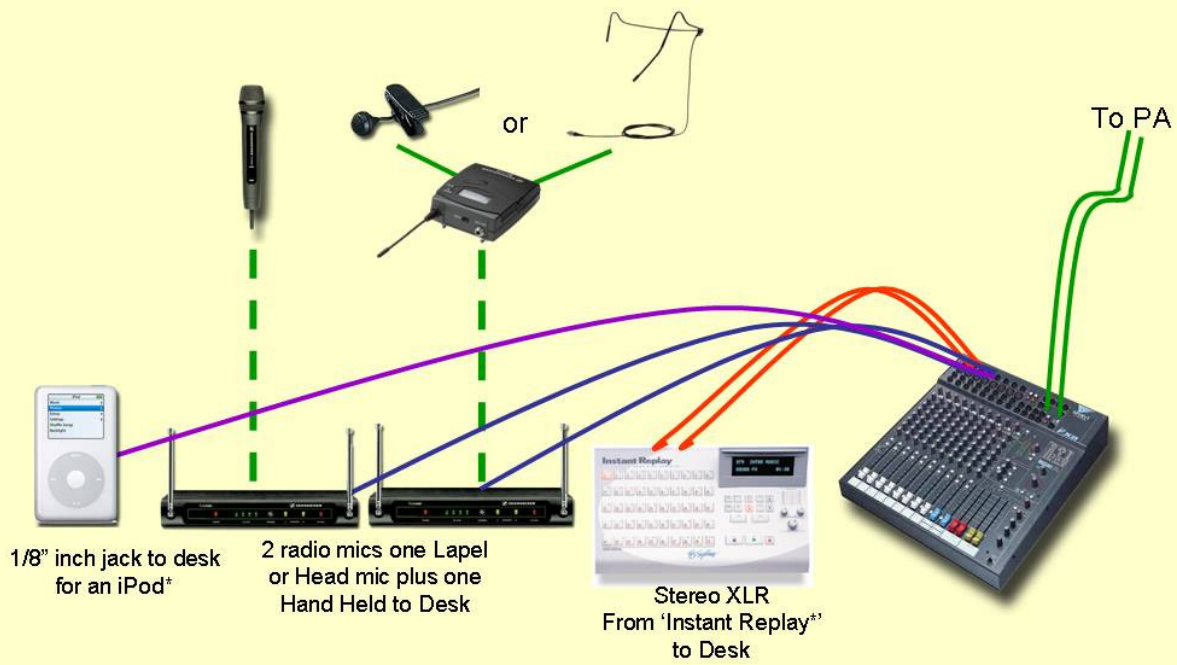 or
To PA
iPod
Instant Replay
1/8” inch jack to desk
for an iPod*
2 radio mics one Lapel
or Head mic plus one
Hand Held to Desk
Stereo XLR
From ‘Instant Replay*’
to Desk